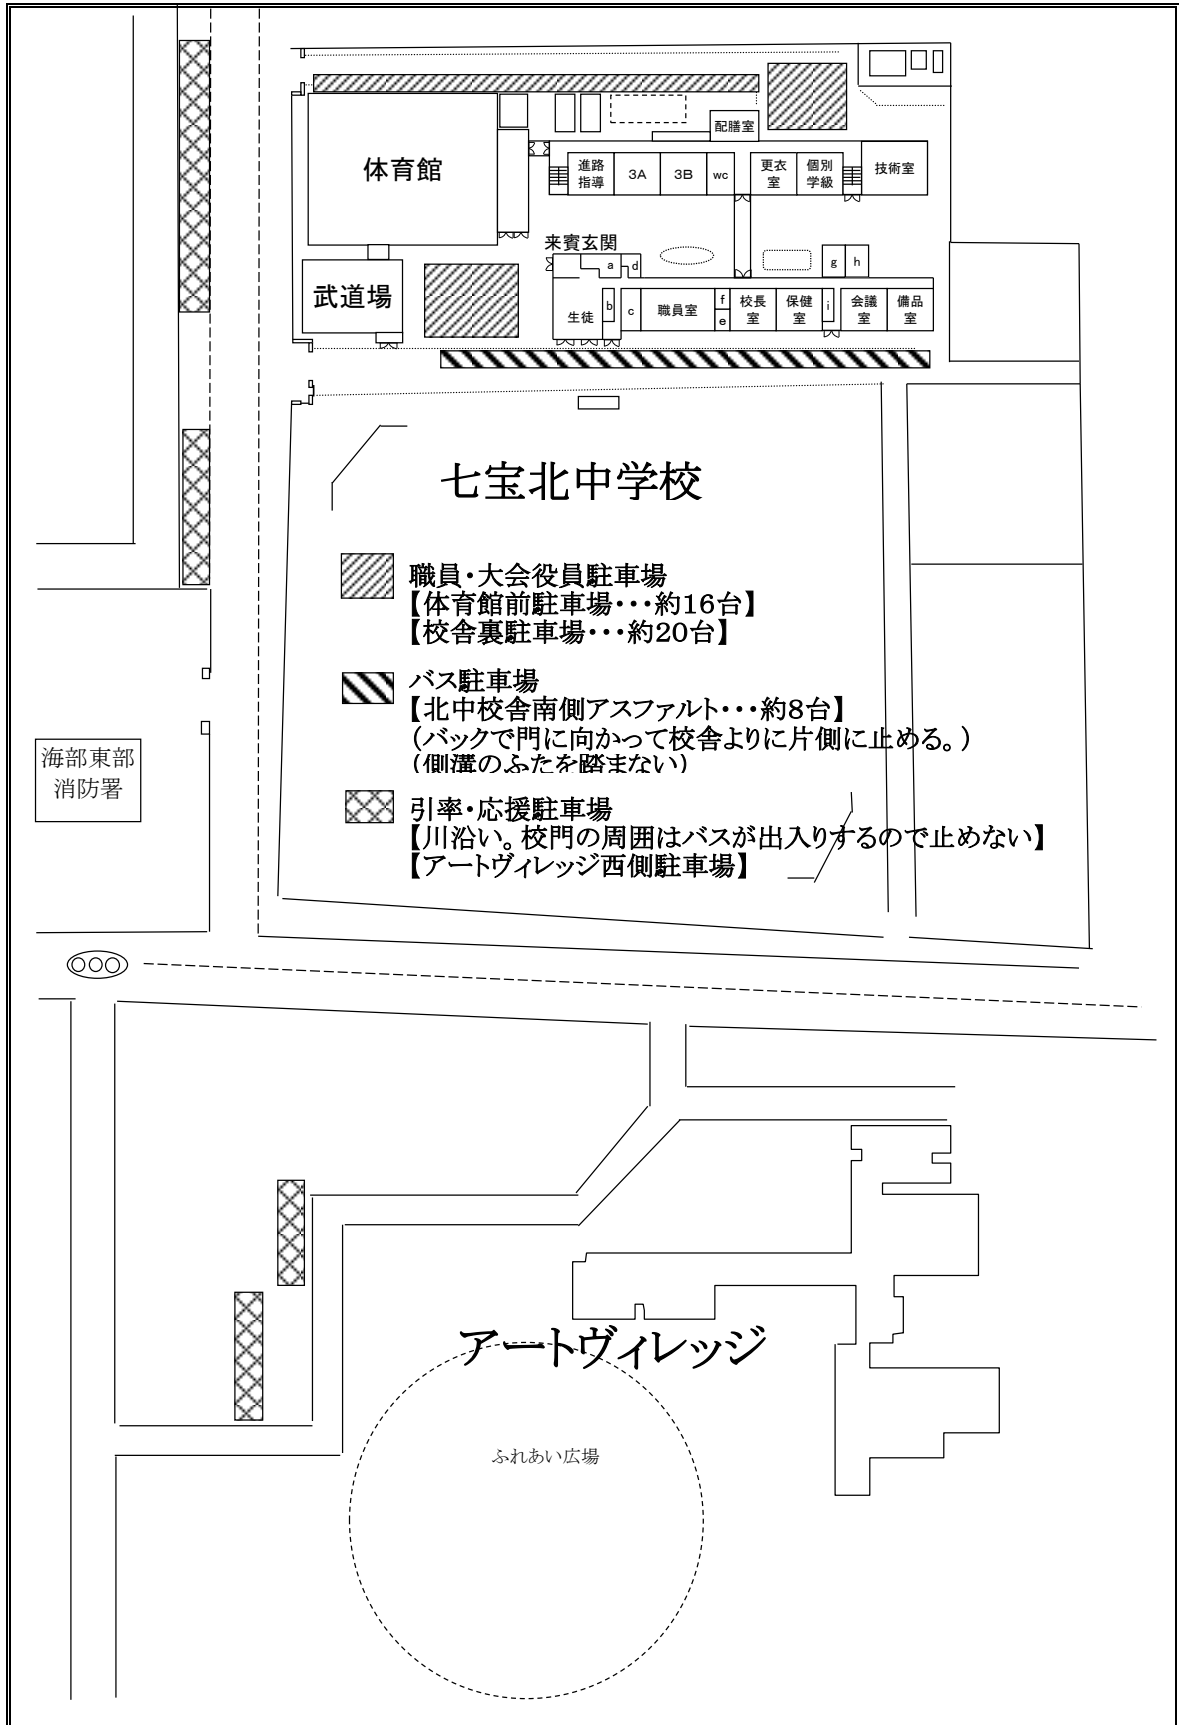 配膳室
体育館
進路
指導
3A
3B
wc
更衣
室
個別
学級
技術室
来賓玄関
a
d
g
h
武道場
生徒
b
c
職員室
f
e
校長
室
保健
室
i
会議
室
備品
室
七宝北中学校
職員・大会役員駐車場
【体育館前駐車場・・・約16台】
【校舎裏駐車場・・・約20台】
バス駐車場
【北中校舎南側アスファルト・・・約8台】
（バックで門に向かって校舎よりに片側に止める。）
（側溝のふたを踏まない）
海部東部
消防署
引率・応援駐車場
【川沿い。校門の周囲はバスが出入りするので止めない】
【アートヴィレッジ西側駐車場】
アートヴィレッジ
ふれあい広場